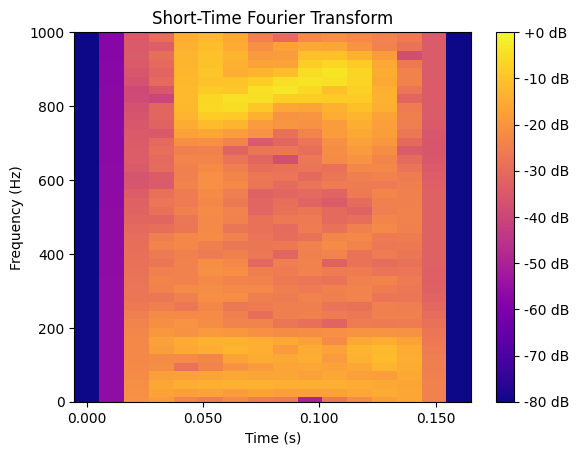 Short-Time Fourier Transform
1000
800
600
400
200
0
Frequency (Hz)
0.000
0.050
0.100
0.150
Time (s)
+0 dB
-10 dB
-20 dB
-30 dB
-40 dB
-50 dB
-60 dB
-70 dB
-80 dB